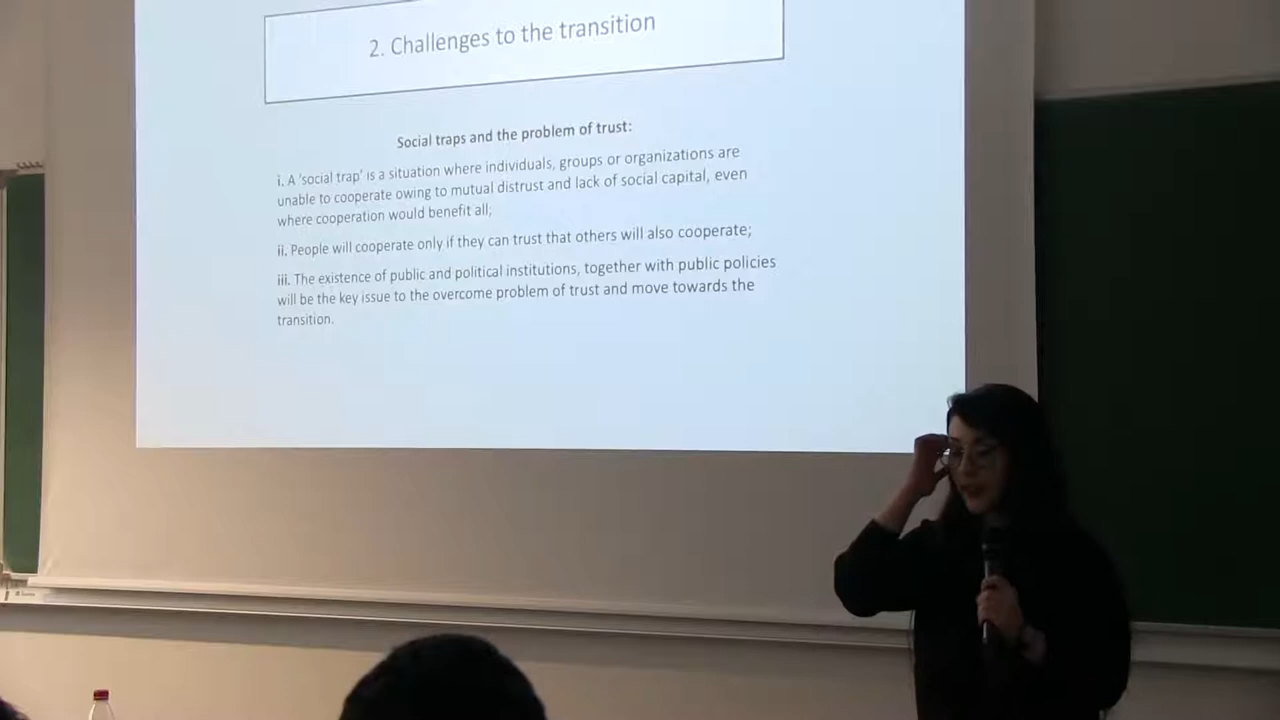 2. Challenges to the transition
Social traps and the problem of trust:
i. A ‘social trap’ is a situation where individuals, groups or organizations are
unable to cooperate owing to mutual distrust and lack of social capital, even
where cooperation would benefit all;
ii. People will cooperate only if they can trust that others will also cooperate;
iii. The existence of public and political institutions, together with public policies
will be the key issue to the overcome problem of trust and move towards the
transition.